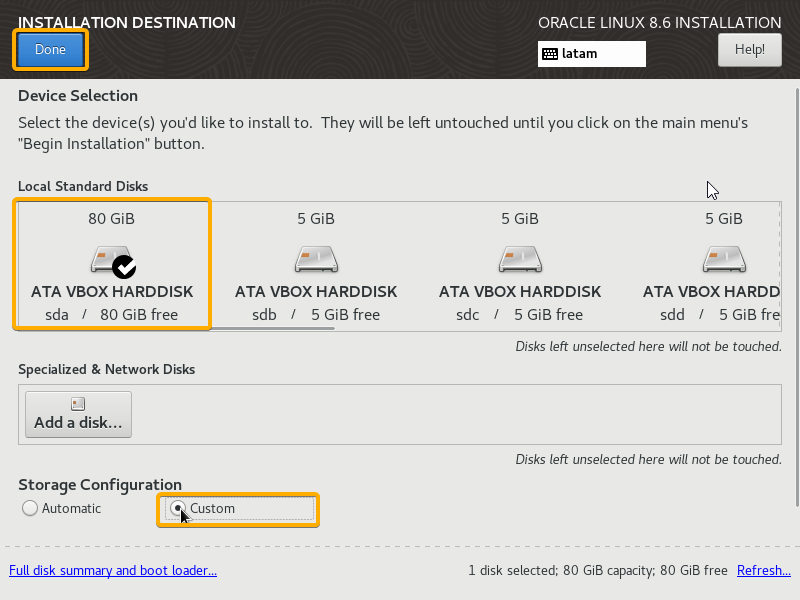 INSTALLATION DESTINATION
ORACLE LINUX 8.6 INSTALLATION
Done
latam
Help!
Device Selection
Select the device(s) you'd like to install to.  They will be left untouched until you click on the main menu's
"Begin Installation" button.
Local Standard Disks
80 GiB
ATA VBOX HARDDISK
sda / 80 GiB free
5 GiB
ATA VBOX HARDDISK
sdb / 5 GiB free
5 GiB
ATA VBOX HARDDISK
sdc / 5 GiB free
5 GiB
ATA VBOX HARDD
sdd / 5 GiB fre
Disks left unselected here will not be touched.
Specialized & Network Disks
Add a disk...
Disks left unselected here will not be touched.
Storage Configuration
Automatic
Custom
Full disk summary and boot loader...
1 disk selected; 80 GiB capacity; 80 GiB free
Refresh...